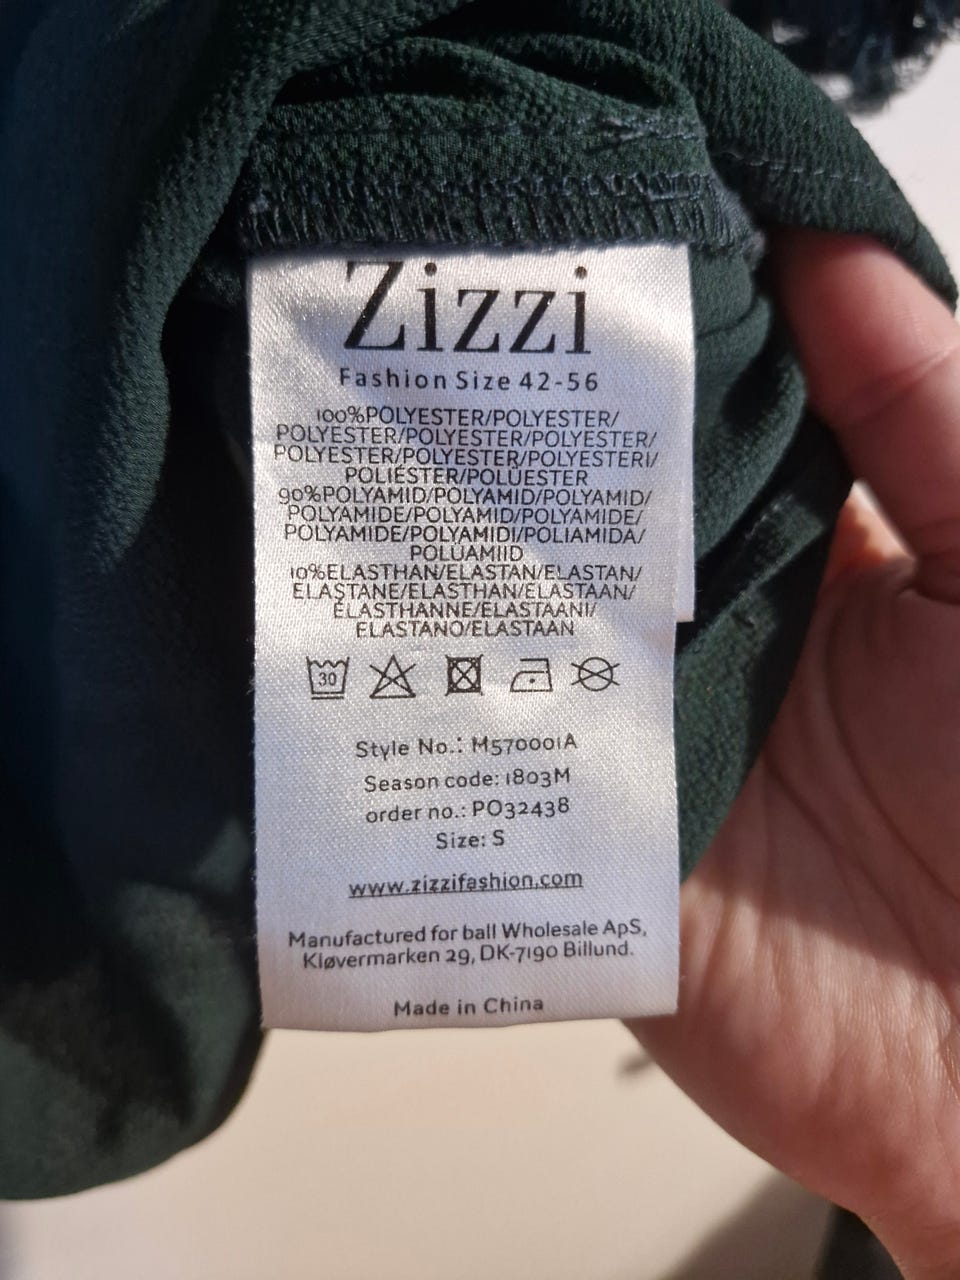 Zizzi
Fashion Size 42-56
100%POLYESTER/POLYESTER/
POLYESTER/POLYESTER/POLYESTER/
POLYESTER/POLYESTER/POLYESTERI/
POLIÉSTER/POLÜESTER
90%POLYAMID/POLYAMID/POLYAMID/
POLYAMIDE/POLYAMID/POLYAMIDE/
POLYAMIDE/POLYAMIDI/POLIAMIDA/
POLÜAMIID
10%ELASTHAN/ELASTAN/ELASTAN/
ELASTANE/ELASTHAN/ELASTAAN/
ÉLASTHANNE/ELASTAANI/
ELASTANO/ELASTAAN
30
Style No.: M570001A
Season code: 1803M
order no.: PO32438
Size: S
www.zizzifashion.com
Manufactured for ball Wholesale ApS,
Kløvermarken 29, DK-7190 Billund.
Made in China